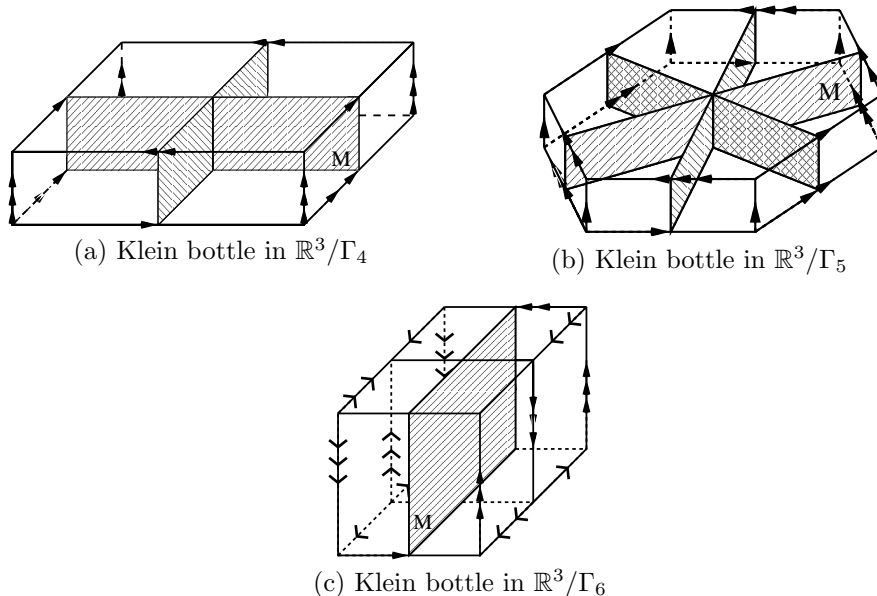 M
(a) Klein bottle in ℝ³/Γ₄
M
(b) Klein bottle in ℝ³/Γ₅
M
(c) Klein bottle in ℝ³/Γ₆